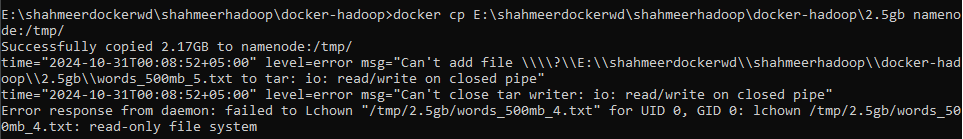 E:\shahmeerdockerwd\shahmeerhadoop\docker-hadoop>docker cp E:\shahmeerdockerwd\shahmeerhadoop\docker-hadoop\2.5gb nameno
de:/tmp/
Successfully copied 2.17GB to namenode:/tmp/
time="2024-10-31T00:08:52+05:00" level=error msg="Can't add file \\\\?\\E:\\shahmeerdockerwd\\shahmeerhadoop\\docker-had
oop\\2.5gb\\words_500mb_5.txt to tar: io: read/write on closed pipe"
time="2024-10-31T00:08:52+05:00" level=error msg="Can't close tar writer: io: read/write on closed pipe"
Error response from daemon: failed to Lchown "/tmp/2.5gb/words_500mb_4.txt" for UID 0, GID 0: lchown /tmp/2.5gb/words_50
0mb_4.txt: read-only file system